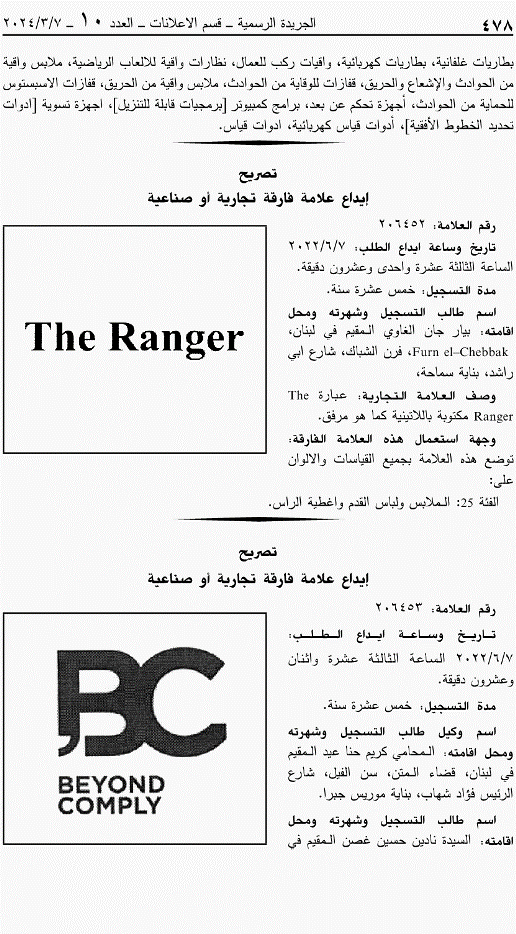 ٤٧٨ الجريدة الرسمية ـ قسم الاعلانات ـ العدد ١٠ ـ ٢٠٢٤/٣/٧
بطاريات غلفانية، بطاريات كهربائية، واقيات ركب للعمال، نظارات واقية للالعاب الرياضية، ملابس واقية
من الحوادث والإشعاع والحريق، قفازات للوقاية من الحوادث، ملابس واقية من الحريق، قفازات الاسبستوس
للحماية من الحوادث، أجهزة تحكم عن بعد، برامج كمبيوتر [برمجيات قابلة للتنزيل]، اجهزة تسوية [ادوات
تحديد الخطوط الأفقية]، أدوات قياس كهربائية، ادوات قياس.
تصريح
إيداع علامة فارقة تجارية أو صناعية
رقم العلامة: ٢٠٦٤٥٢
تاريخ وساعة ايداع الطلب: ٢٠٢٢/٦/٧
الساعة الثالثة عشرة واحدى وعشرون دقيقة.
مدة التسجيل: خمس عشرة سنة.
اسم طالب التسجيل وشهرته ومحل
اقامته: بيار جان الغاوي المقيم في لبنان،
Furn el–Chebbak، فرن الشباك، شارع ابي
راشد، بناية سماحة،
وصف العلامة التجارية: عبارة The
Ranger مكتوبة باللاتينية كما هو مرفق.
وجهة استعمال هذه العلامة الفارقة:
توضع هذه العلامة بجميع القياسات والالوان
على:
الفئة 25: الملابس ولباس القدم واغطية الراس.
The Ranger
تصريح
إيداع علامة فارقة تجارية أو صناعية
رقم العلامة: ٢٠٦٤٥٣
تاريخ وساعة ايداع الطلب:
٢٠٢٢/٦/٧ الساعة الثالثة عشرة واثنان
وعشرون دقيقة.
مدة التسجيل: خمس عشرة سنة.
اسم وكيل طالب التسجيل وشهرته
ومحل اقامته: المحامي كريم حنا عبد المقيم
في لبنان، قضاء المتن، سن الفيل، شارع
الرئيس فؤاد شهاب، بناية موريس جبرا.
اسم طالب التسجيل وشهرته ومحل
اقامته: السيدة نادين حسين غصن المقيم في
BC
BEYOND
COMPLY